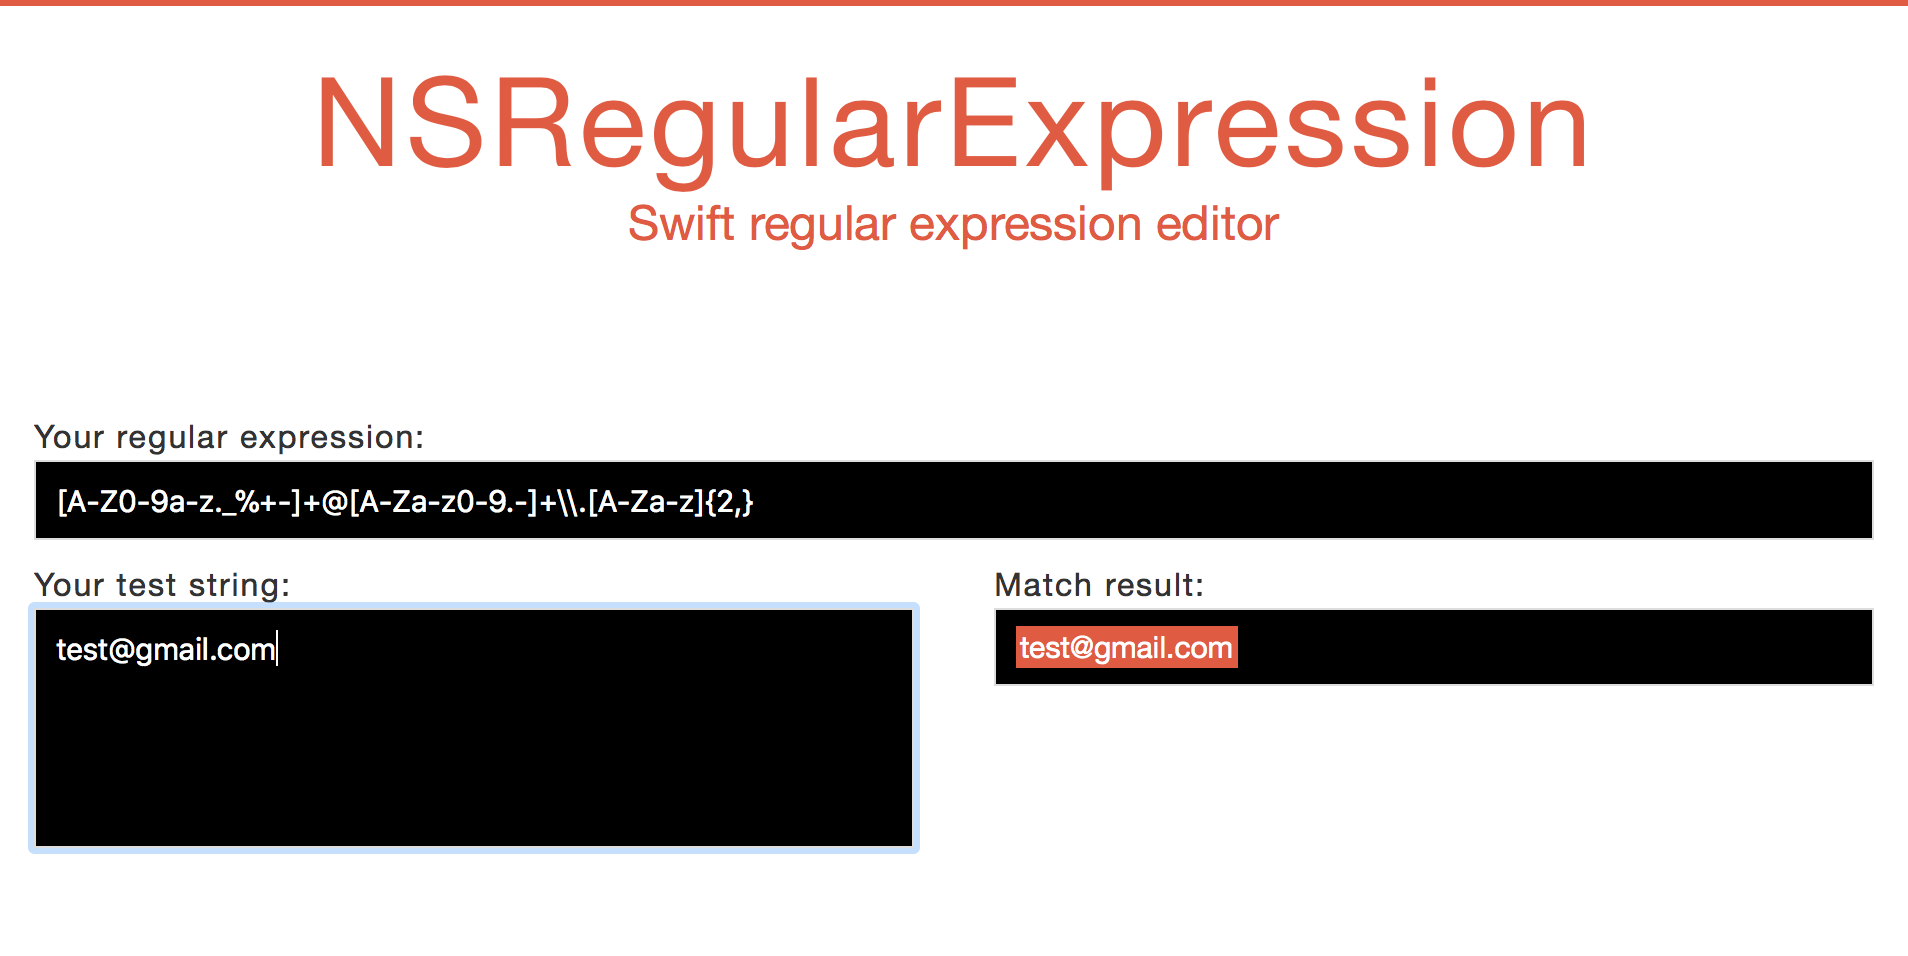 NSRegularExpression
Swift regular expression editor
Your regular expression:
[A-Z0-9a-z._%+-]+@[A-Za-z0-9.-]+\\.[A-Za-z]{2,}
Your test string:
test@gmail.com
Match result:
test@gmail.com